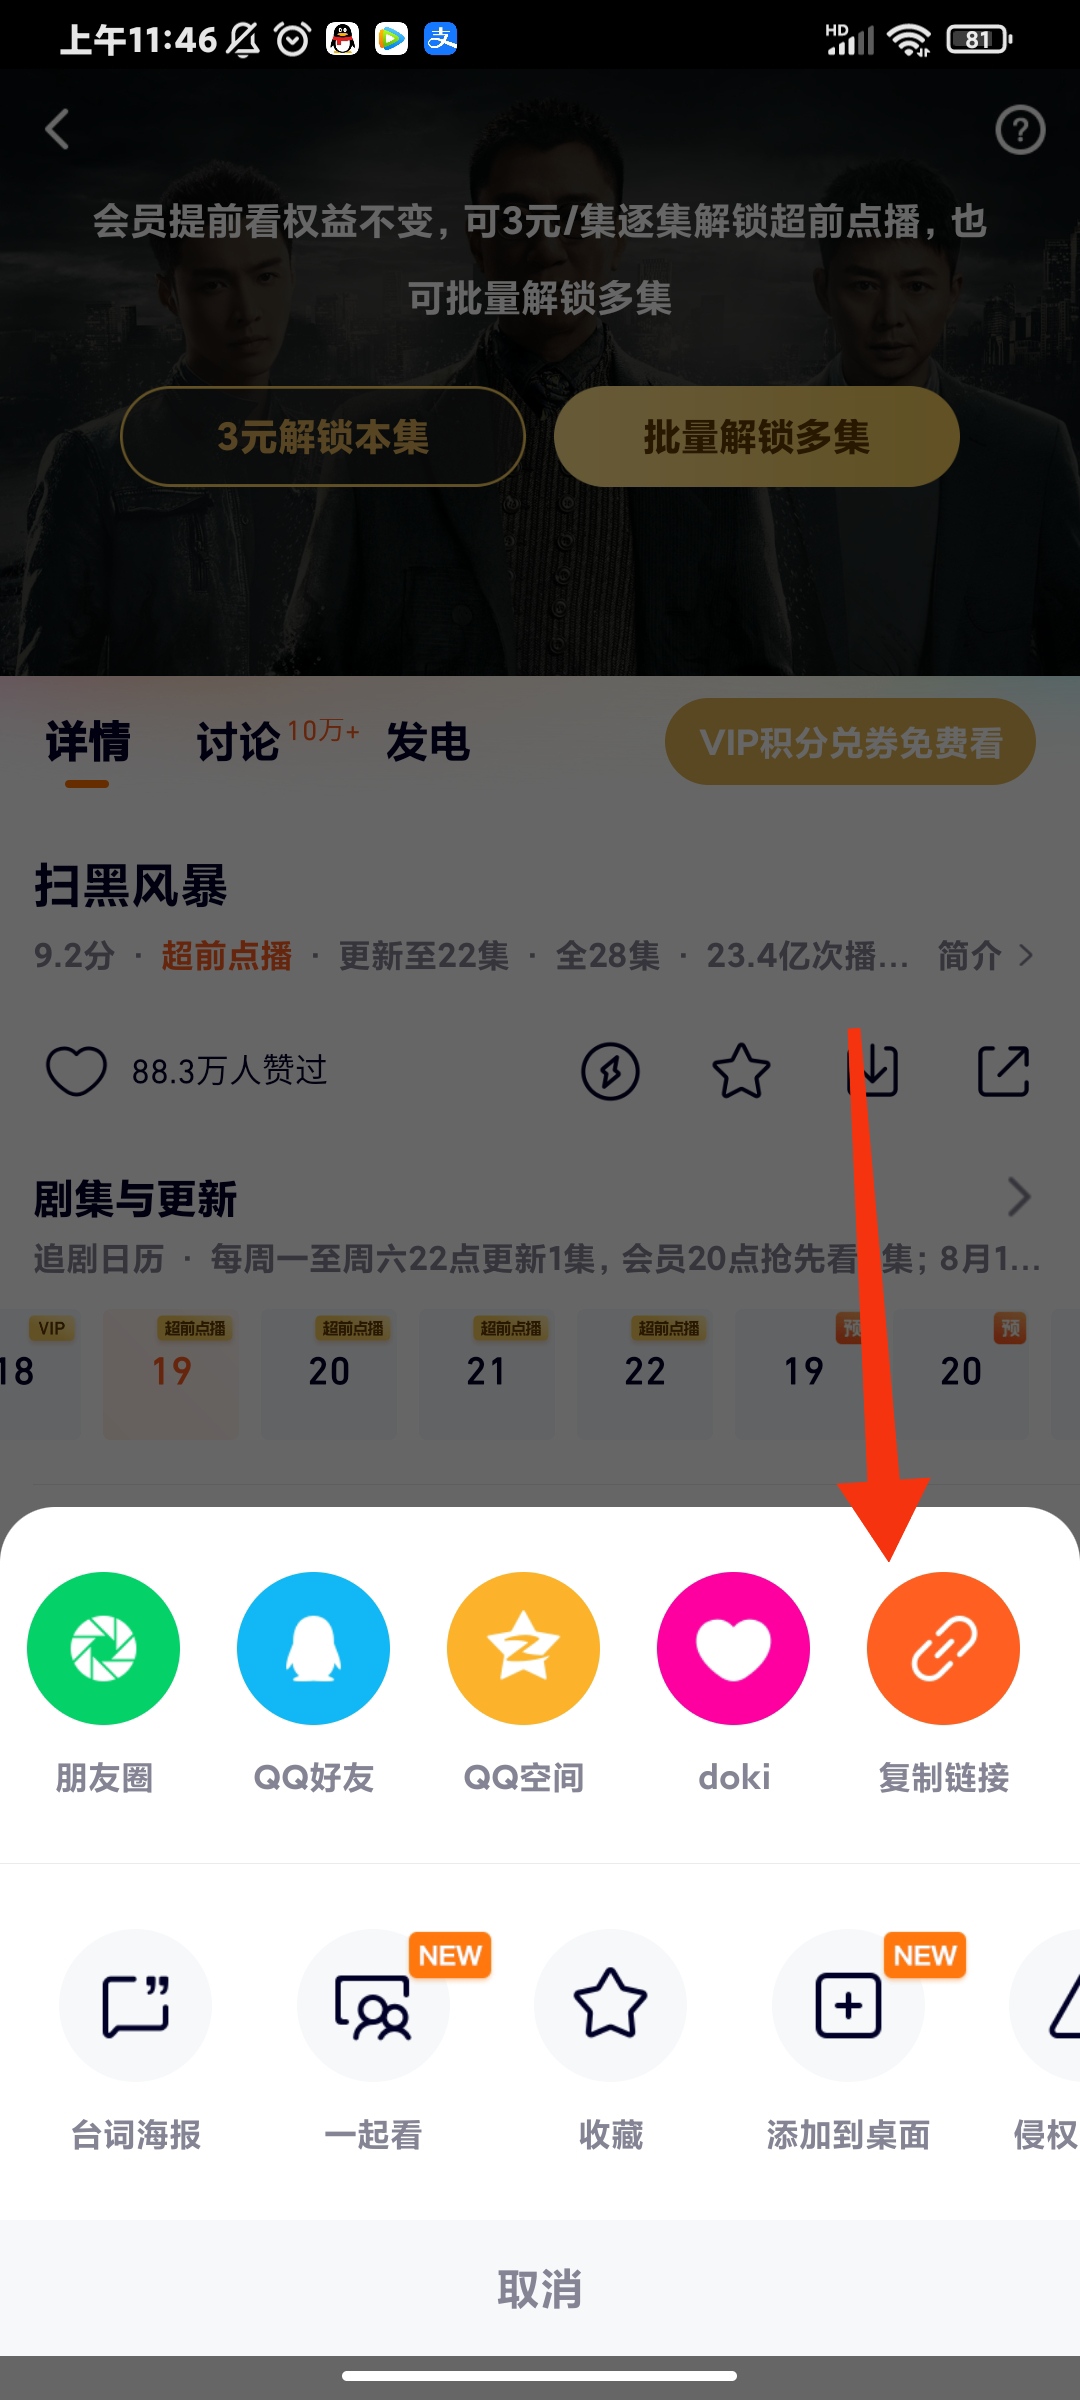 上午11:46
HD
81
会员提前看权益不变，可3元/集逐集解锁超前点播，也
可批量解锁多集
3元解锁本集
批量解锁多集
详情
讨论 10万+
发电
VIP积分兑券免费看
扫黑风暴
9.2分 · 超前点播 · 更新至22集 · 全28集 · 23.4亿次播... 简介
88.3万人赞过
剧集与更新
追剧日历 · 每周一至周六22点更新1集，会员20点抢先看 集；8月1...
VIP 超前点播 超前点播 超前点播 超前点播 预 预
18 19 20 21 22 19 20
朋友圈 QQ好友 QQ空间 doki 复制链接
NEW NEW
台词海报 一起看 收藏 添加到桌面 侵权
取消